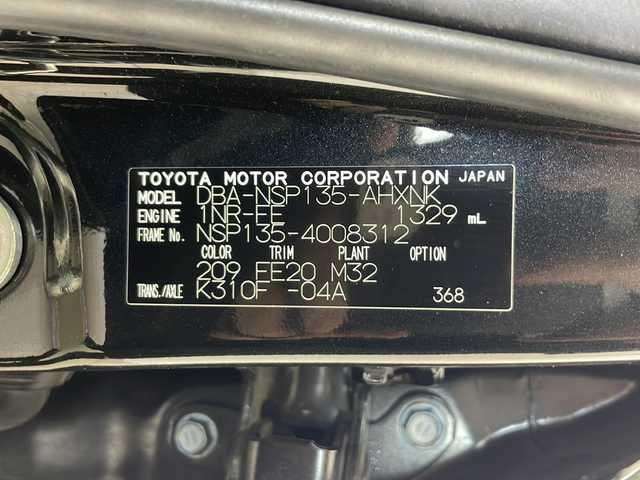 TOYOTA MOTOR CORPORATION JAPAN
MODEL DBA-NSP135-AHXNK
ENGINE 1NR-FE 1329 mL
FRAME No. NSP135-4008312
COLOR TRIM PLANT OPTION
209 FE20 M32
TRANS./AXLE K310F -04A 368